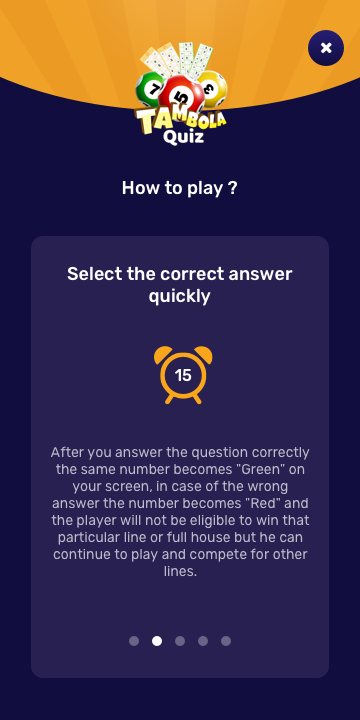 7
5
3
TAMBOLA
Quiz
How to play ?
Select the correct answer
quickly
15
After you answer the question correctly
the same number becomes "Green" on
your screen, in case of the wrong
answer the number becomes "Red" and
the player will not be eligible to win that
particular line or full house but he can
continue to play and compete for other
lines.